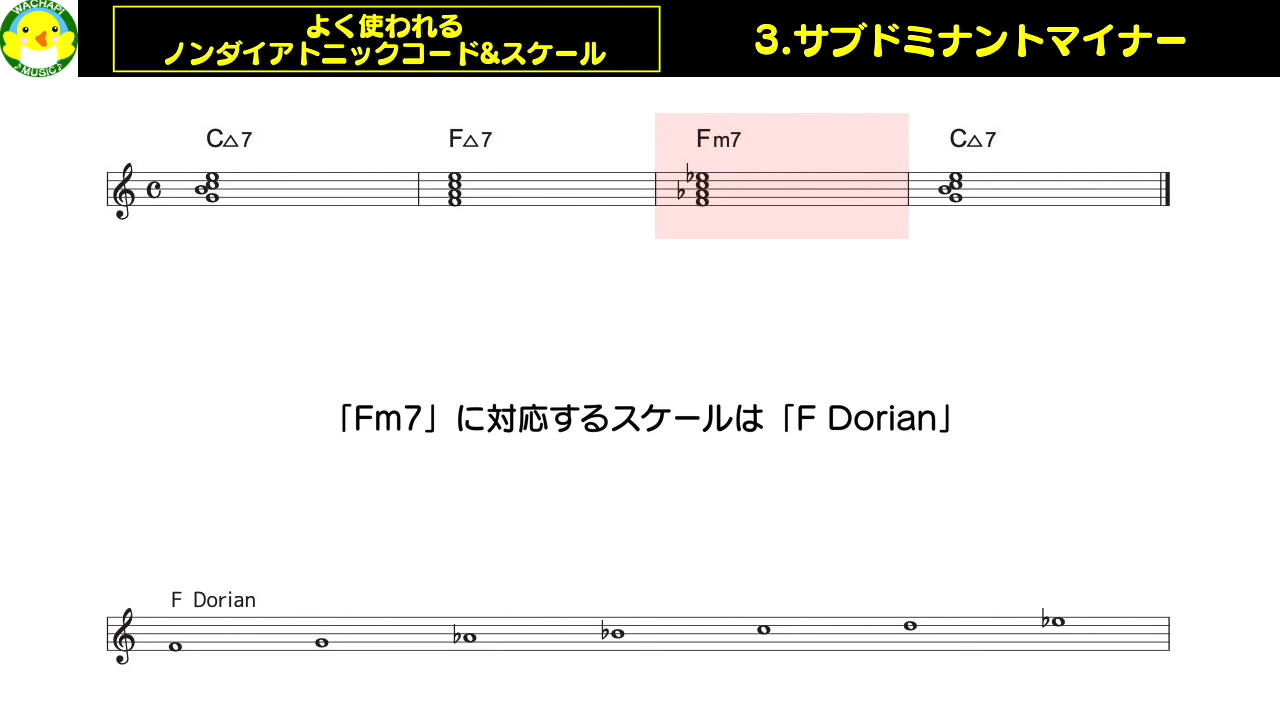 WACHAPI
♪MUSIC♪
よく使われる
ノンダイアトニックコード&スケール
3.サブドミナントマイナー
C△7 F△7 Fm7 C△7
「Fm7」に対応するスケールは「F Dorian」
F Dorian